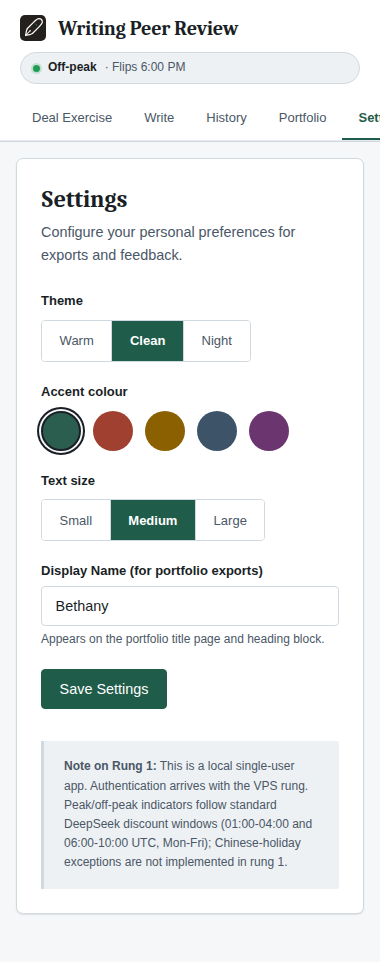 Writing Peer Review
Off-peak · Flips 6:00 PM
Deal Exercise Write History Portfolio
Settings
Configure your personal preferences for
exports and feedback.
Theme
Warm Clean Night
Accent colour
Text size
Small Medium Large
Display Name (for portfolio exports)
Bethany
Appears on the portfolio title page and heading block.
Save Settings
Note on Rung 1: This is a local single-user
app. Authentication arrives with the VPS rung.
Peak/off-peak indicators follow standard
DeepSeek discount windows (01:00-04:00 and
06:00-10:00 UTC, Mon-Fri); Chinese-holiday
exceptions are not implemented in rung 1.